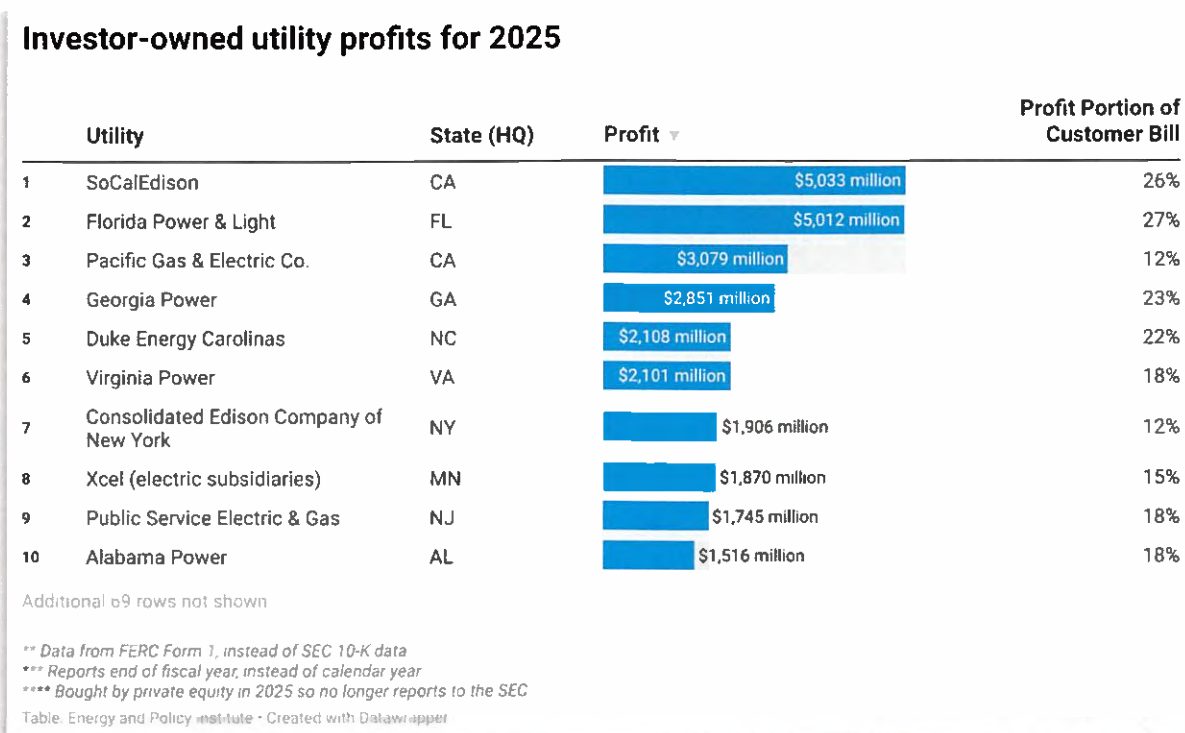 Investor-owned utility profits for 2025
Profit Portion of
Utility State (HQ) Profit Customer Bill
1 SoCalEdison CA $5,033 million 26%
2 Florida Power & Light FL $5,012 million 27%
3 Pacific Gas & Electric Co. CA $3,079 million 12%
4 Georgia Power GA $2,851 million 23%
5 Duke Energy Carolinas NC $2,108 million 22%
6 Virginia Power VA $2,101 million 18%
Consolidated Edison Company of
7 NY $1,906 million 12%
New York
8 Xcel (electric subsidiaries) MN $1,870 million 15%
9 Public Service Electric & Gas NJ $1,745 million 18%
10 Alabama Power AL $1,516 million 18%
Additional 69 rows not shown
** Data from FERC Form 1, instead of SEC 10-K data
*** Reports end of fiscal year, instead of calendar year
**** Bought by private equity in 2025 so no longer reports to the SEC
Table: Energy and Policy Institute • Created with Datawrapper